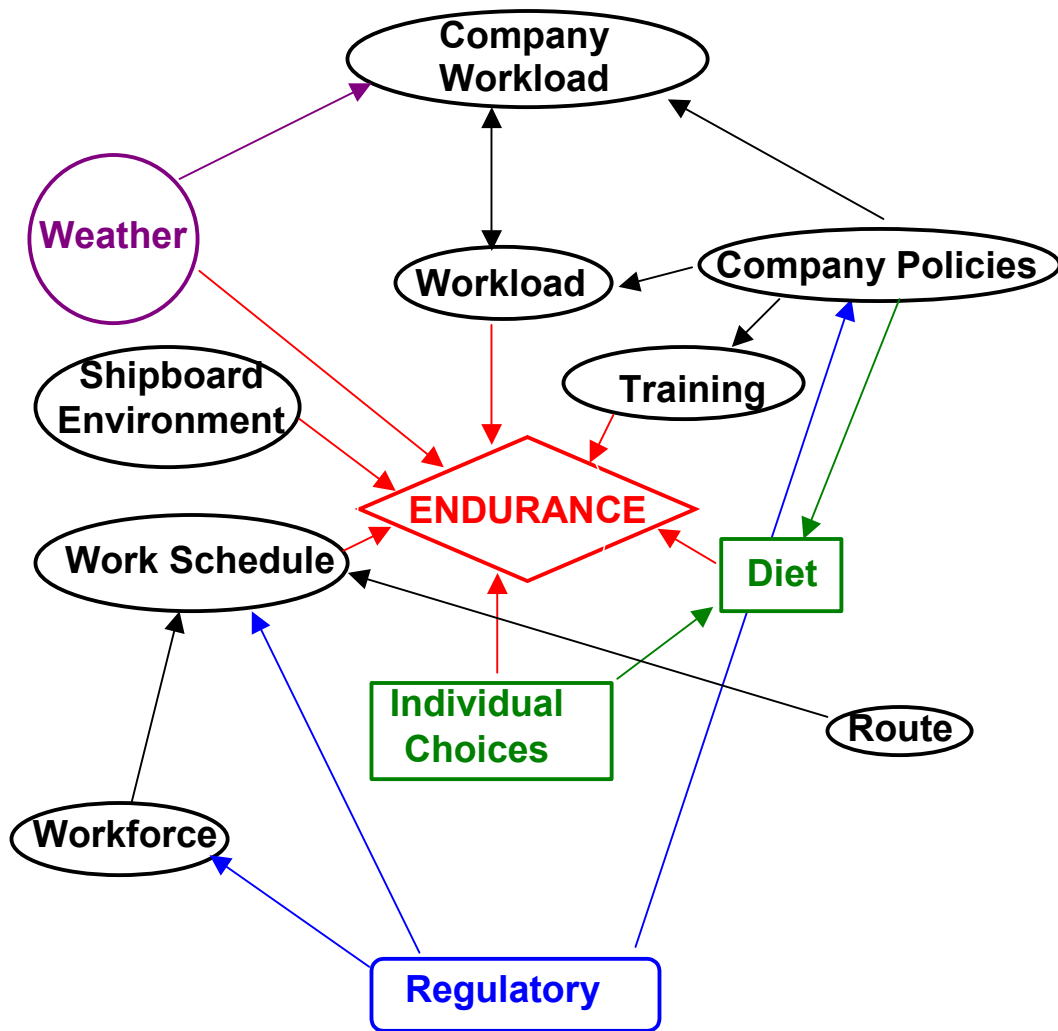 Company
Workload
Weather
Workload
Company Policies
Shipboard
Environment
Training
ENDURANCE
Work Schedule
Diet
Individual
Choices
Route
Workforce
Regulatory